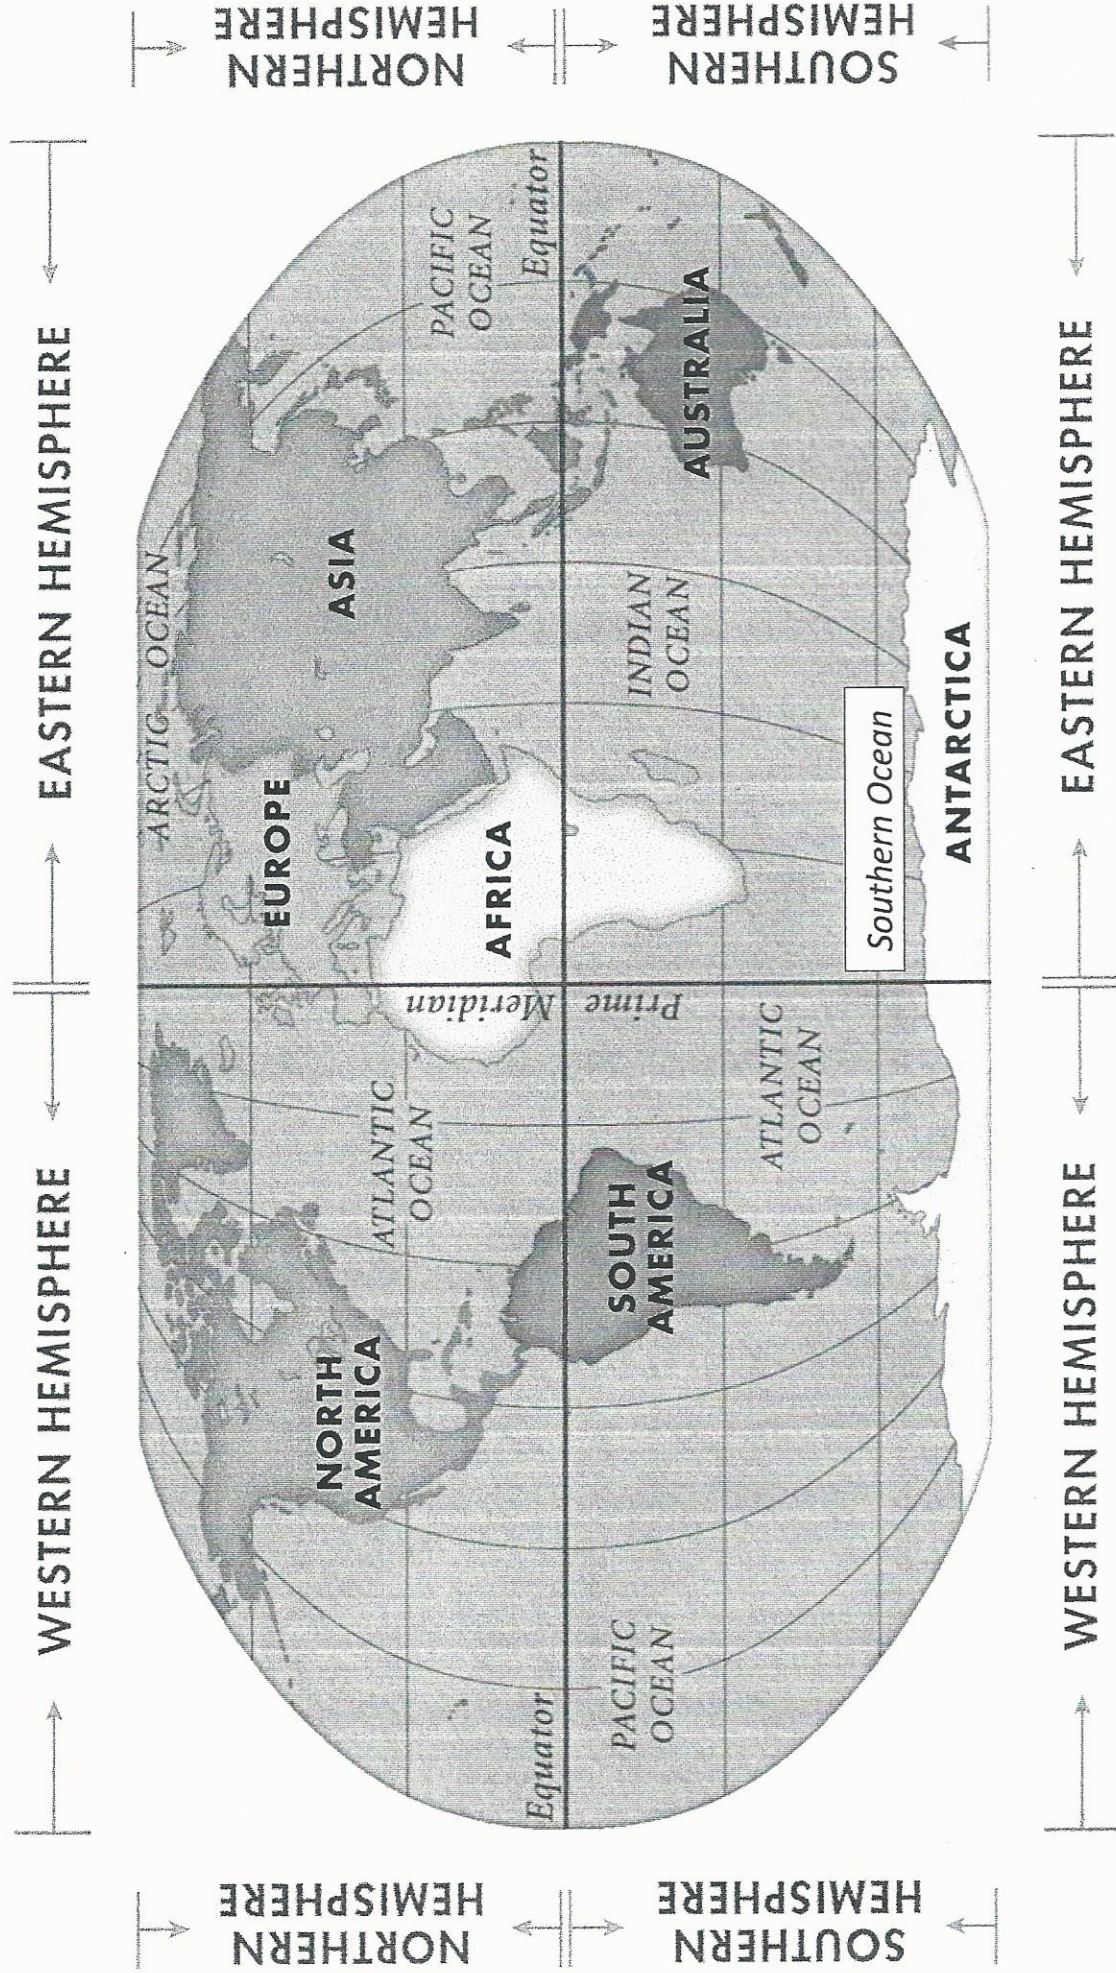 WESTERN HEMISPHERE
EASTERN HEMISPHERE
NORTHERN
HEMISPHERE
SOUTHERN
HEMISPHERE
ARCTIC OCEAN
NORTH
AMERICA
EUROPE
ASIA
ATLANTIC
OCEAN
AFRICA
PACIFIC
OCEAN
Equator
Equator
Prime
Meridian
PACIFIC
OCEAN
SOUTH
AMERICA
ATLANTIC
OCEAN
INDIAN
OCEAN
AUSTRALIA
Southern Ocean
ANTARCTICA
NORTHERN
HEMISPHERE
SOUTHERN
HEMISPHERE
WESTERN HEMISPHERE
EASTERN HEMISPHERE